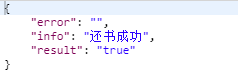 {
    "error": "",
    "info": "还书成功",
    "result": "true"
}